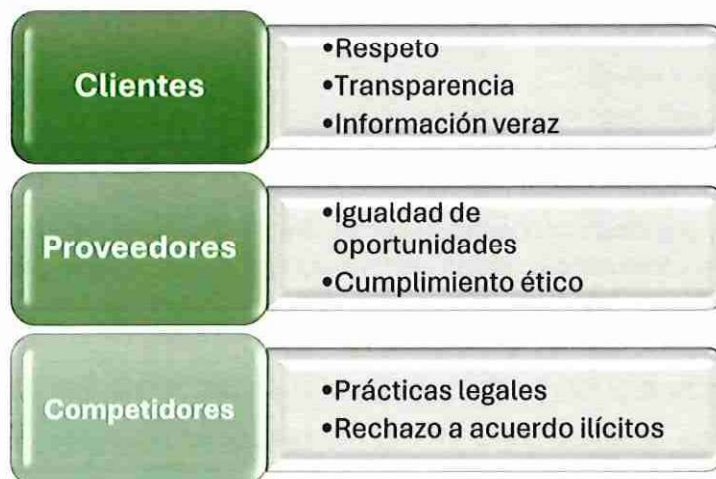 Clientes
•Respeto
•Transparencia
•Información veraz
Proveedores
•Igualdad de
oportunidades
•Cumplimiento ético
Competidores
•Prácticas legales
•Rechazo a acuerdo ilícitos